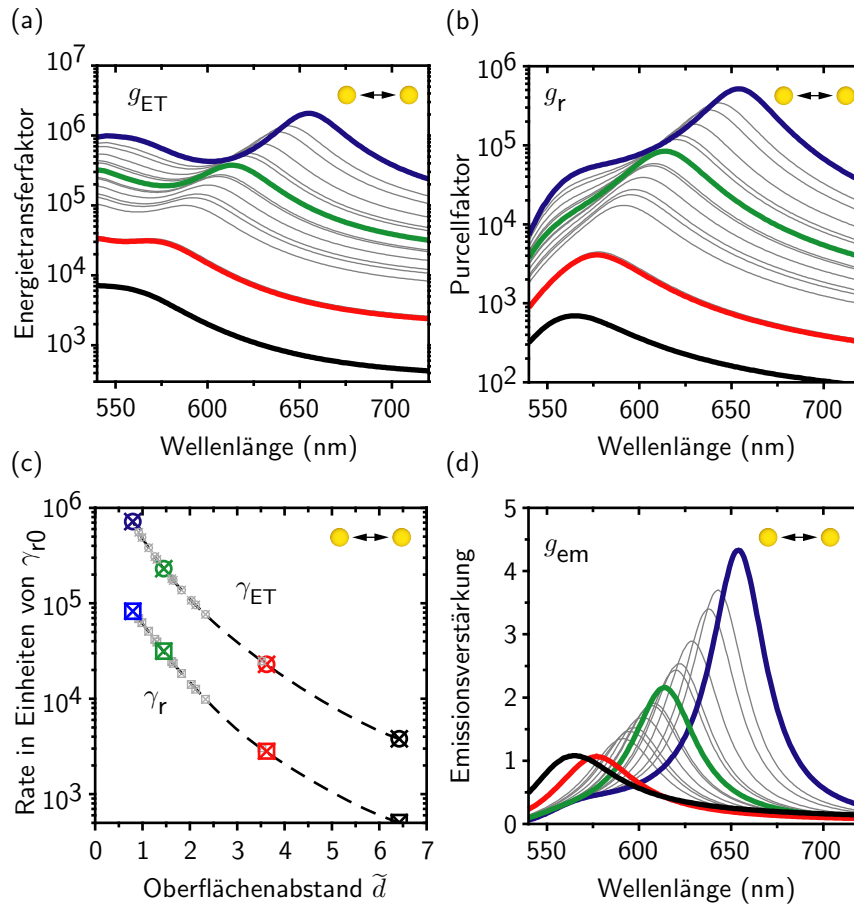 (a)
g_ET
Energietransferfaktor
10^7
10^6
10^5
10^4
10^3
550 600 650 700
Wellenlänge (nm)
(b)
g_r
Purcellfaktor
10^6
10^5
10^4
10^3
10^2
550 600 650 700
Wellenlänge (nm)
(c)
Rate in Einheiten von γ_r0
10^6
10^5
10^4
10^3
γ_ET
γ_r
0 1 2 3 4 5 6 7
Oberflächenabstand d̃
(d)
g_em
Emissionsverstärkung
5
4
3
2
1
0
550 600 650 700
Wellenlänge (nm)